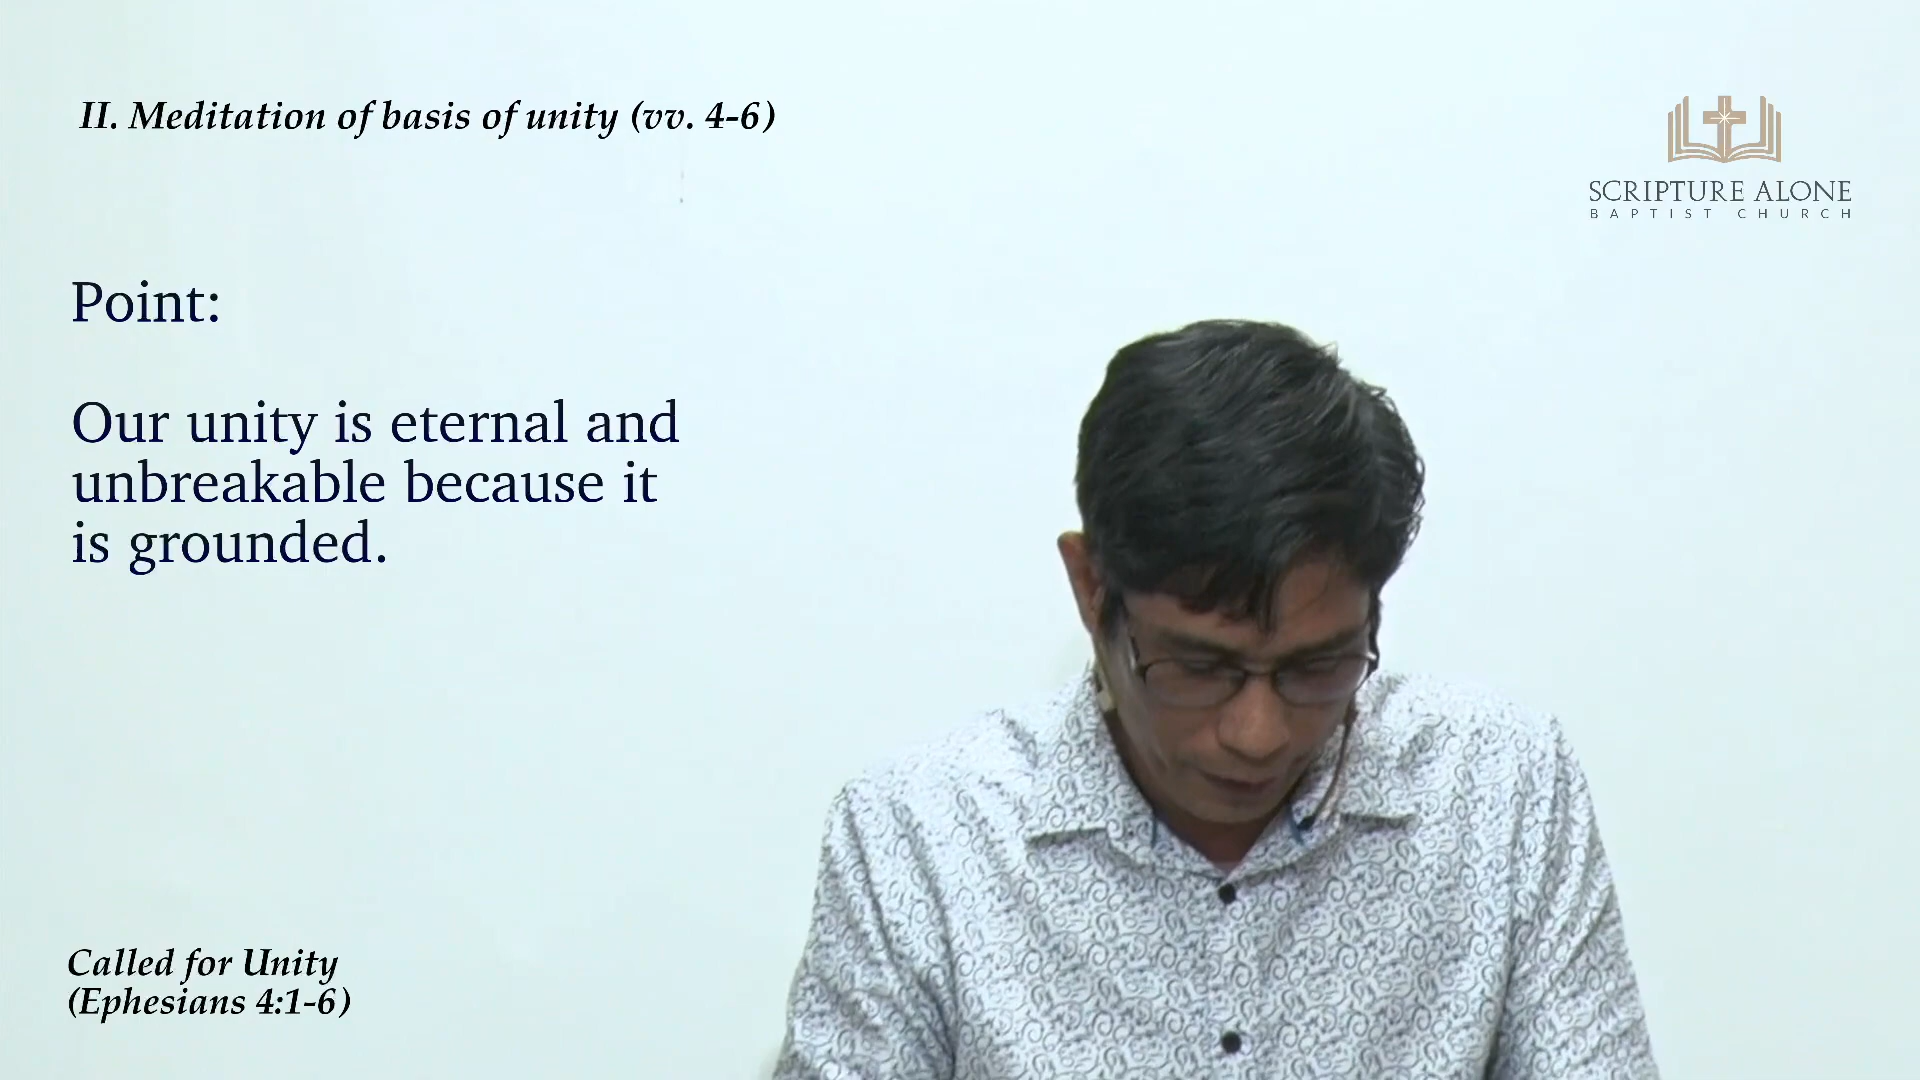 II. Meditation of basis of unity (vv. 4-6)
SCRIPTURE ALONE
BAPTIST CHURCH
Point:
Our unity is eternal and
unbreakable because it
is grounded.
Called for Unity
(Ephesians 4:1-6)